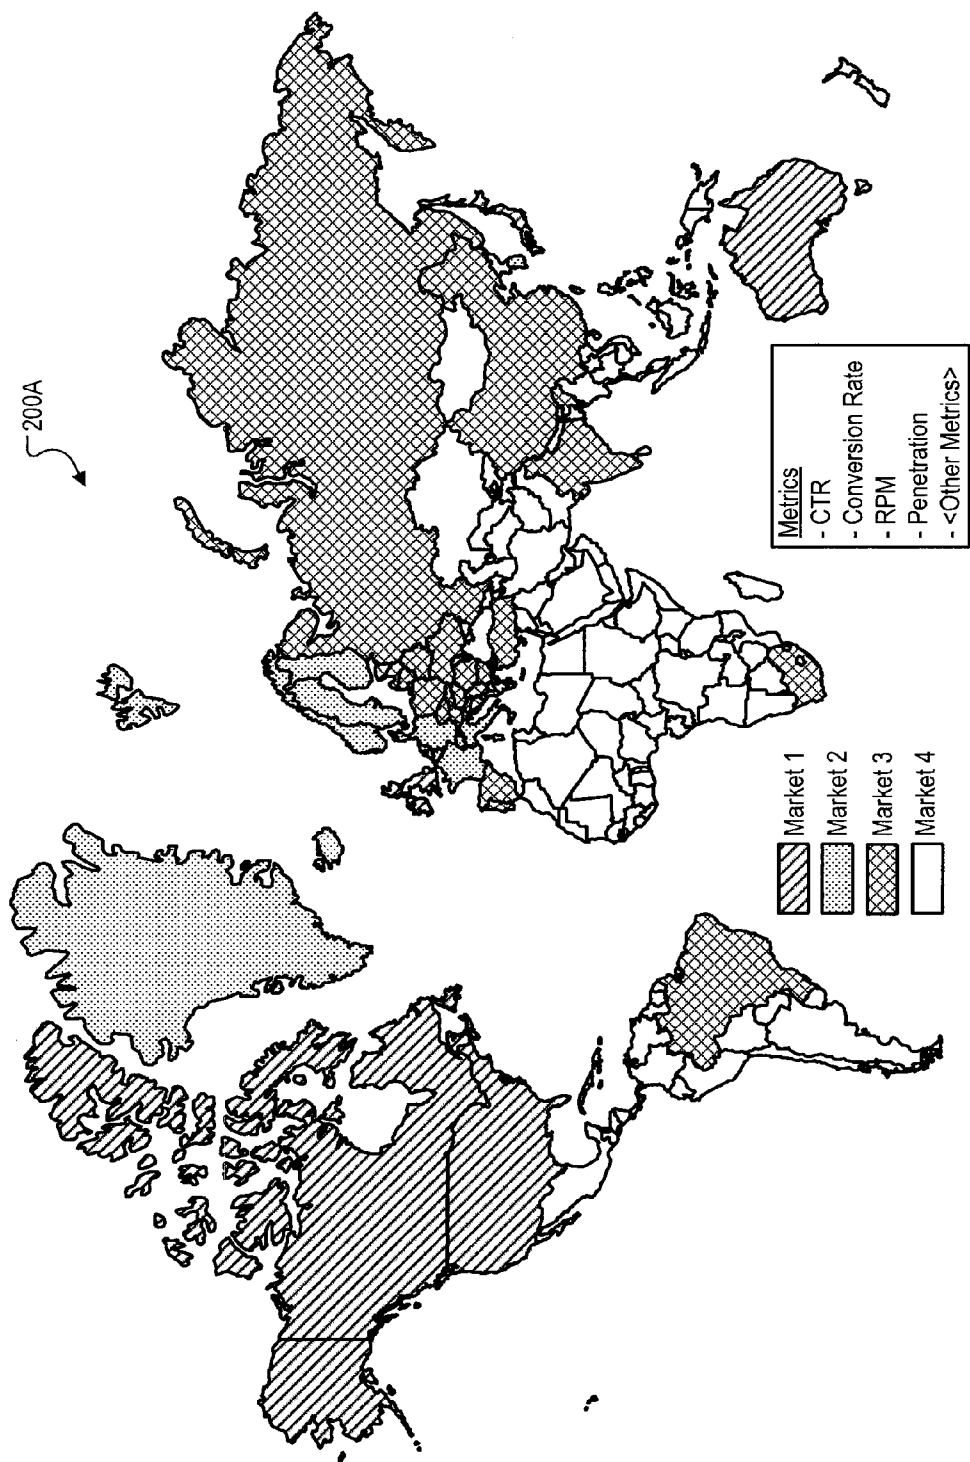 200A
Market 1
Market 2
Market 3
Market 4
Metrics
- CTR
- Conversion Rate
- RPM
- Penetration
- <Other Metrics>